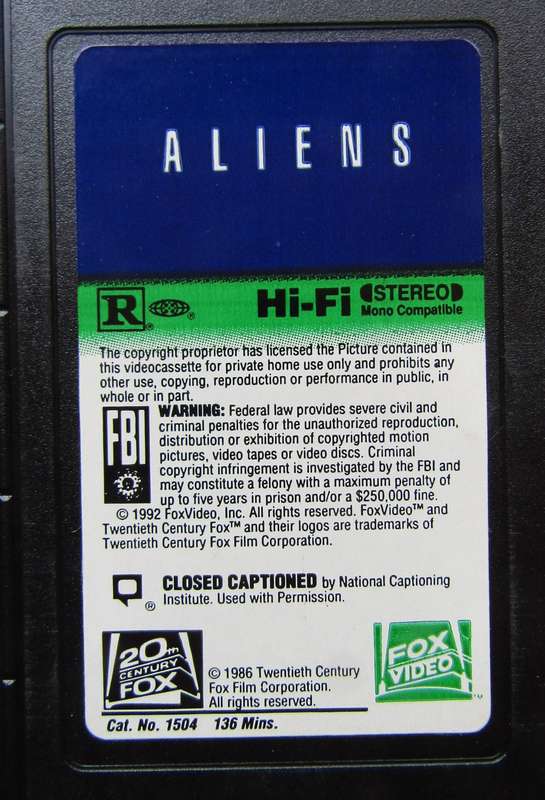 ALIENS
R ® ®
Hi-Fi STEREO
Mono Compatible
The copyright proprietor has licensed the Picture contained in
this videocassette for private home use only and prohibits any
other use, copying, reproduction or performance in public, in
whole or in part.
FBI
WARNING: Federal law provides severe civil and
criminal penalties for the unauthorized reproduction,
distribution or exhibition of copyrighted motion
pictures, video tapes or video discs. Criminal
copyright infringement is investigated by the FBI and
may constitute a felony with a maximum penalty of
up to five years in prison and/or a $250,000 fine.
© 1992 FoxVideo, Inc. All rights reserved. FoxVideo™ and
Twentieth Century Fox™ and their logos are trademarks of
Twentieth Century Fox Film Corporation.
® CLOSED CAPTIONED by National Captioning
Institute. Used with Permission.
20TH
CENTURY
FOX
© 1986 Twentieth Century
Fox Film Corporation.
All rights reserved.
FOX
VIDEO ™
Cat. No. 1504 136 Mins.